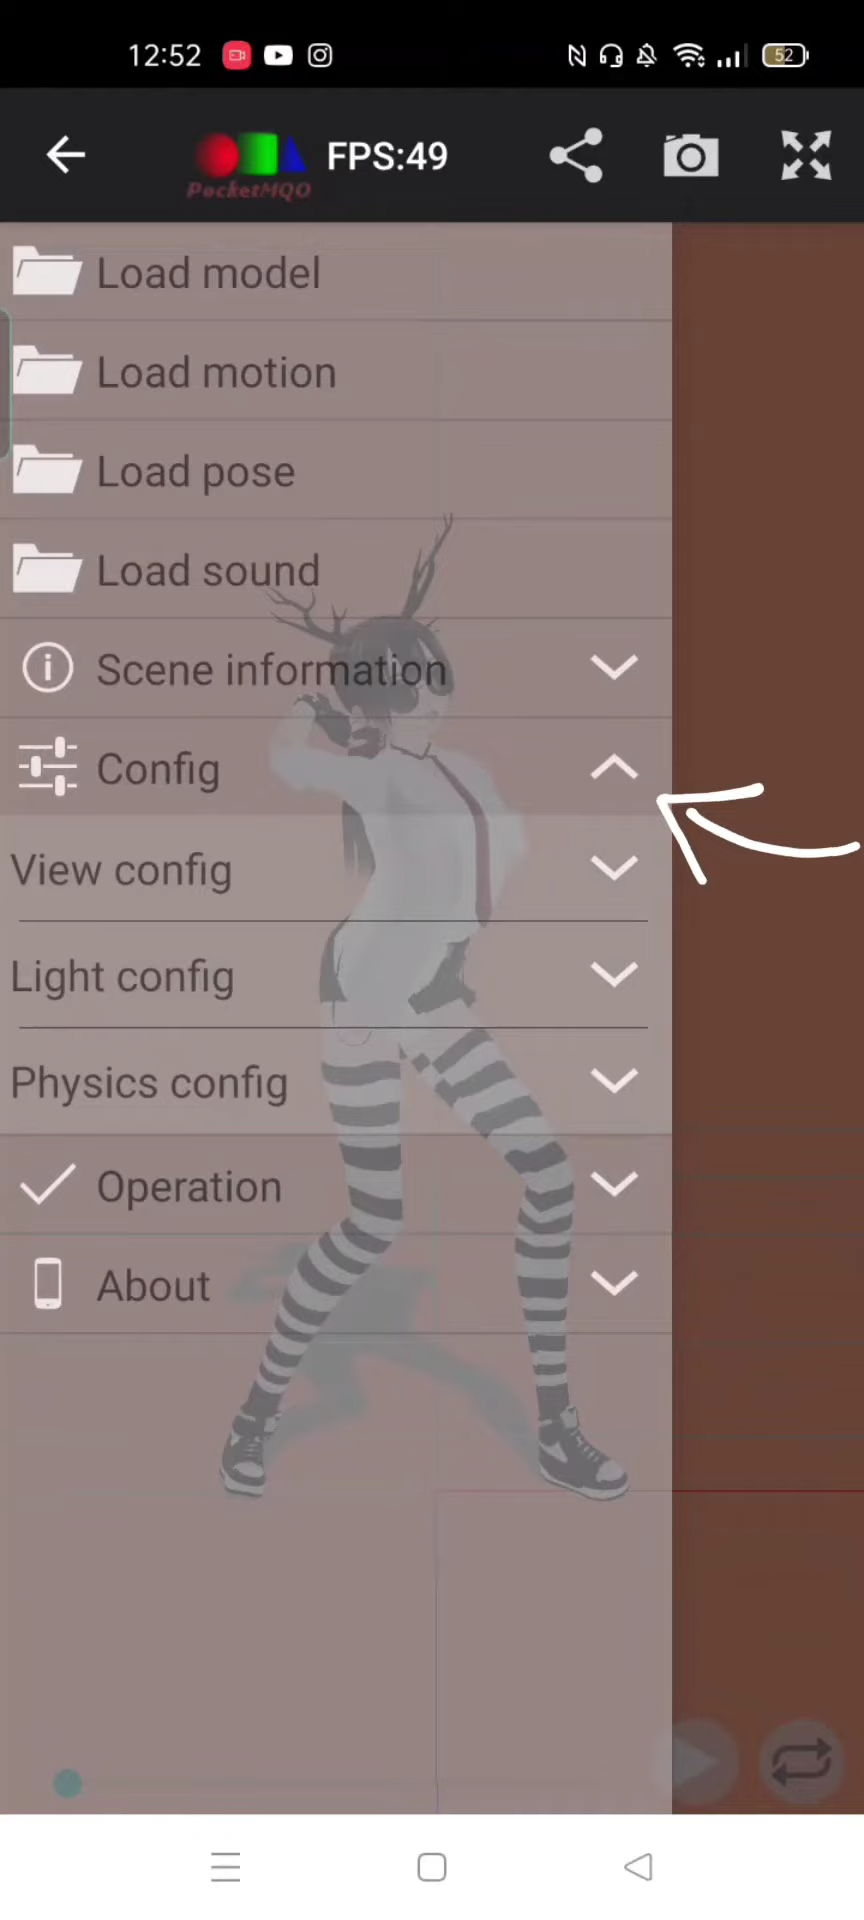 12:52
52
PocketMQO
FPS:49
Load model
Load motion
Load pose
Load sound
Scene information
Config
View config
Light config
Physics config
Operation
About